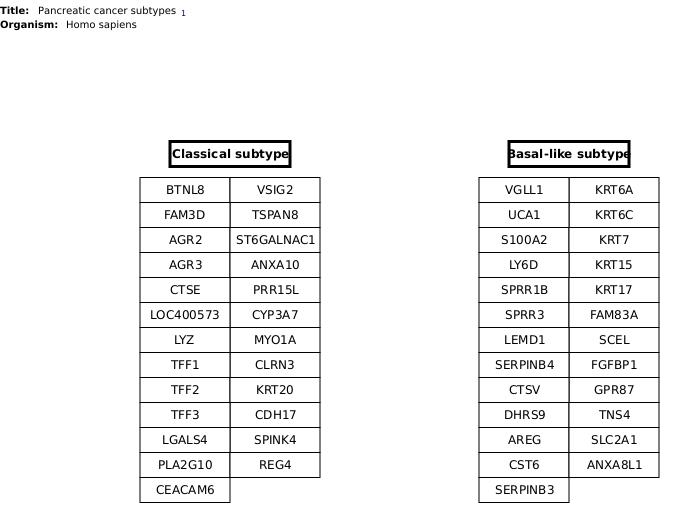 Title: Pancreatic cancer subtypes 1
Organism: Homo sapiens
Classical subtype
BTNL8 VSIG2
FAM3D TSPAN8
AGR2 ST6GALNAC1
AGR3 ANXA10
CTSE PRR15L
LOC400573 CYP3A7
LYZ MYO1A
TFF1 CLRN3
TFF2 KRT20
TFF3 CDH17
LGALS4 SPINK4
PLA2G10 REG4
CEACAM6
Basal-like subtype
VGLL1 KRT6A
UCA1 KRT6C
S100A2 KRT7
LY6D KRT15
SPRR1B KRT17
SPRR3 FAM83A
LEMD1 SCEL
SERPINB4 FGFBP1
CTSV GPR87
DHRS9 TNS4
AREG SLC2A1
CST6 ANXA8L1
SERPINB3